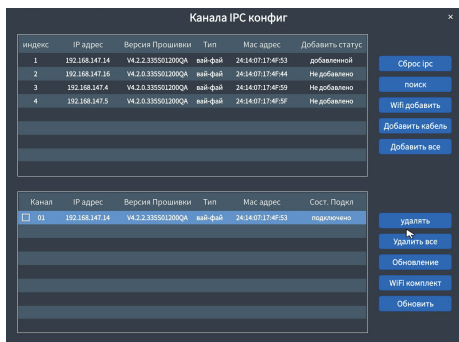 Канала IPC конфиг ×
индекс IP адрес Версия Прошивки Тип Мас адрес Добавить статус
1 192.168.147.14 V4.2.2.335S01200QA вай-фай 24:14:07:17:4F:53 добавленной
2 192.168.147.16 V4.2.0.335S01200QA вай-фай 24:14:07:17:4F:44 Не добавлено
3 192.168.147.4 V4.2.0.335S01200QA вай-фай 24:14:07:17:4F:59 Не добавлено
4 192.168.147.5 V4.2.0.335S01200QA вай-фай 24:14:07:17:4F:5F Не добавлено
Сброс ipc
поиск
Wifi добавить
Добавить кабель
Добавить все
Канал IP адрес Версия Прошивки Тип Мас адрес Сост. Подкл
01 192.168.147.14 V4.2.2.335S01200QA вай-фай 24:14:07:17:4F:53 подключено
удалять
Удалить все
Обновление
WiFi комплект
Обновить